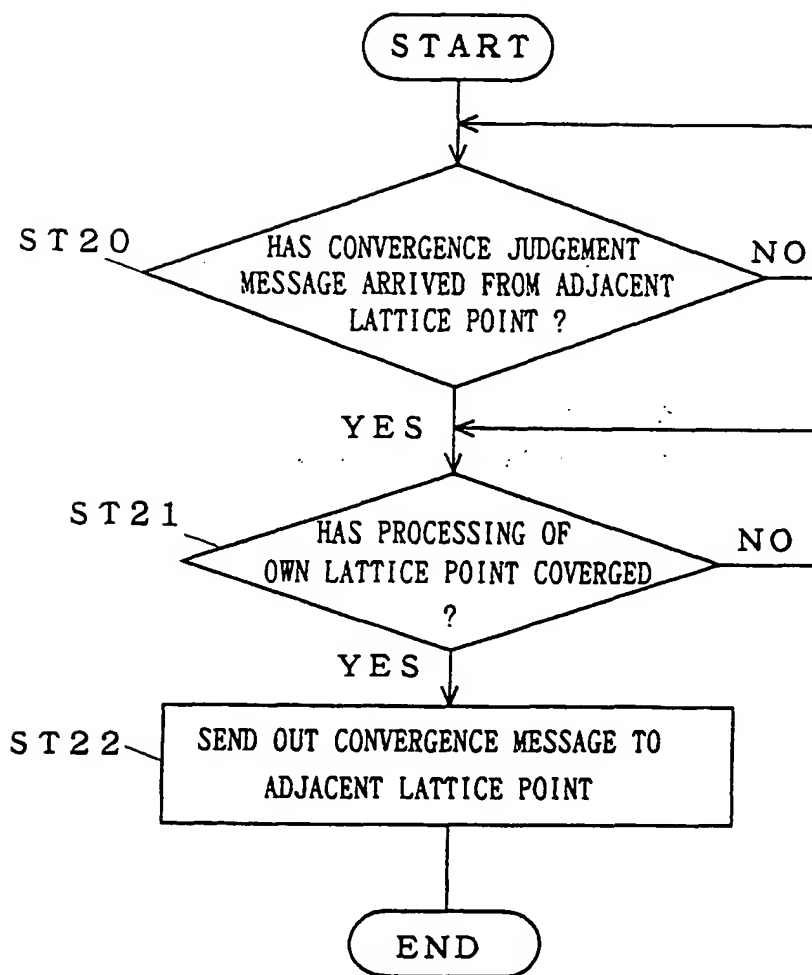 START
ST20
HAS CONVERGENCE JUDGEMENT
MESSAGE ARRIVED FROM ADJACENT
LATTICE POINT ?
NO
YES
ST21
HAS PROCESSING OF
OWN LATTICE POINT COVERGED
?
NO
YES
ST22
SEND OUT CONVERGENCE MESSAGE TO
ADJACENT LATTICE POINT
END